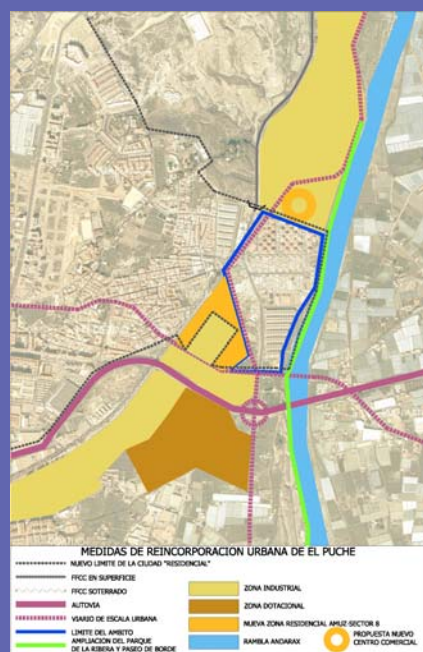 MEDIDAS DE REINCORPORACION URBANA DE EL PUCHE
NUEVO LIMITE DE LA CIUDAD "RESIDENCIAL"
FFCC EN SUPERFICIE
FFCC SOTERRADO
AUTOVIA
VIARIO DE ESCALA URBANA
LIMITE DEL AMBITO
AMPLIACION DEL PARQUE
DE LA RIBERA Y PASEO DE BORDE
ZONA INDUSTRIAL
ZONA DOTACIONAL
NUEVA ZONA RESIDENCIAL AMUZ-SECTOR 8
RAMBLA ANDARAX
PROPUESTA NUEVO
CENTRO COMERCIAL